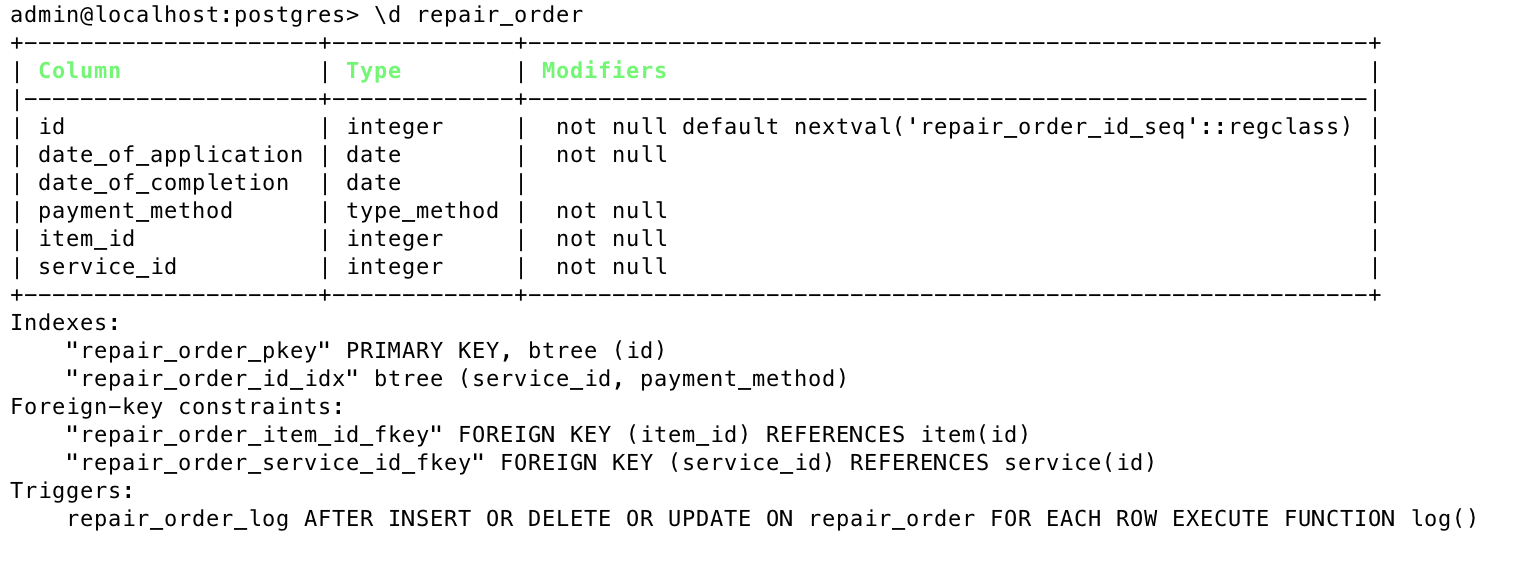 admin@localhost:postgres> \d repair_order
+---------------------+--------------+------------------------------------------------------------+
| Column              | Type         | Modifiers                                                  |
|---------------------+--------------+------------------------------------------------------------|
| id                  | integer      |  not null default nextval('repair_order_id_seq'::regclass) |
| date_of_application | date         |  not null                                                  |
| date_of_completion  | date         |                                                            |
| payment_method      | type_method  |  not null                                                  |
| item_id             | integer      |  not null                                                  |
| service_id          | integer      |  not null                                                  |
+---------------------+--------------+------------------------------------------------------------+
Indexes:
    "repair_order_pkey" PRIMARY KEY, btree (id)
    "repair_order_id_idx" btree (service_id, payment_method)
Foreign-key constraints:
    "repair_order_item_id_fkey" FOREIGN KEY (item_id) REFERENCES item(id)
    "repair_order_service_id_fkey" FOREIGN KEY (service_id) REFERENCES service(id)
Triggers:
    repair_order_log AFTER INSERT OR DELETE OR UPDATE ON repair_order FOR EACH ROW EXECUTE FUNCTION log()